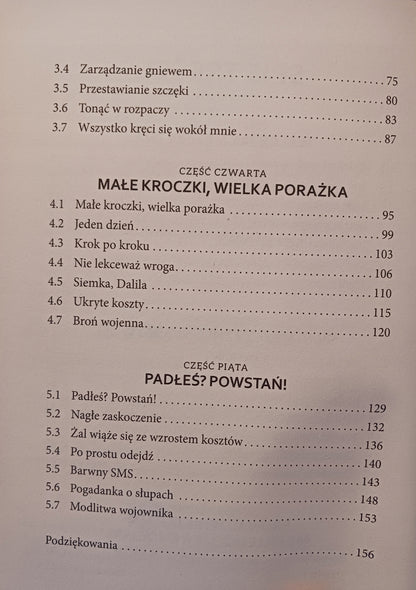 3.4 Zarządzanie gniewem 75
3.5 Przestawianie szczęki 80
3.6 Tonąć w rozpaczy 83
3.7 Wszystko kręci się wokół mnie 87
CZĘŚĆ CZWARTA
MAŁE KROCZKI, WIELKA PORAŻKA
4.1 Małe kroczki, wielka porażka 95
4.2 Jeden dzień 99
4.3 Krok po kroku 103
4.4 Nie lekceważ wroga 106
4.5 Siemka, Dalila 110
4.6 Ukryte koszty 115
4.7 Broń wojenna 120
CZĘŚĆ PIĄTA
PADŁEŚ? POWSTAŃ!
5.1 Padłeś? Powstań! 129
5.2 Nagłe zaskoczenie 132
5.3 Żal wiąże się ze wzrostem kosztów 136
5.4 Po prostu odejdź 140
5.5 Barwny SMS 143
5.6 Pogadanka o słupach 148
5.7 Modlitwa wojownika 153
Podziękowania 156